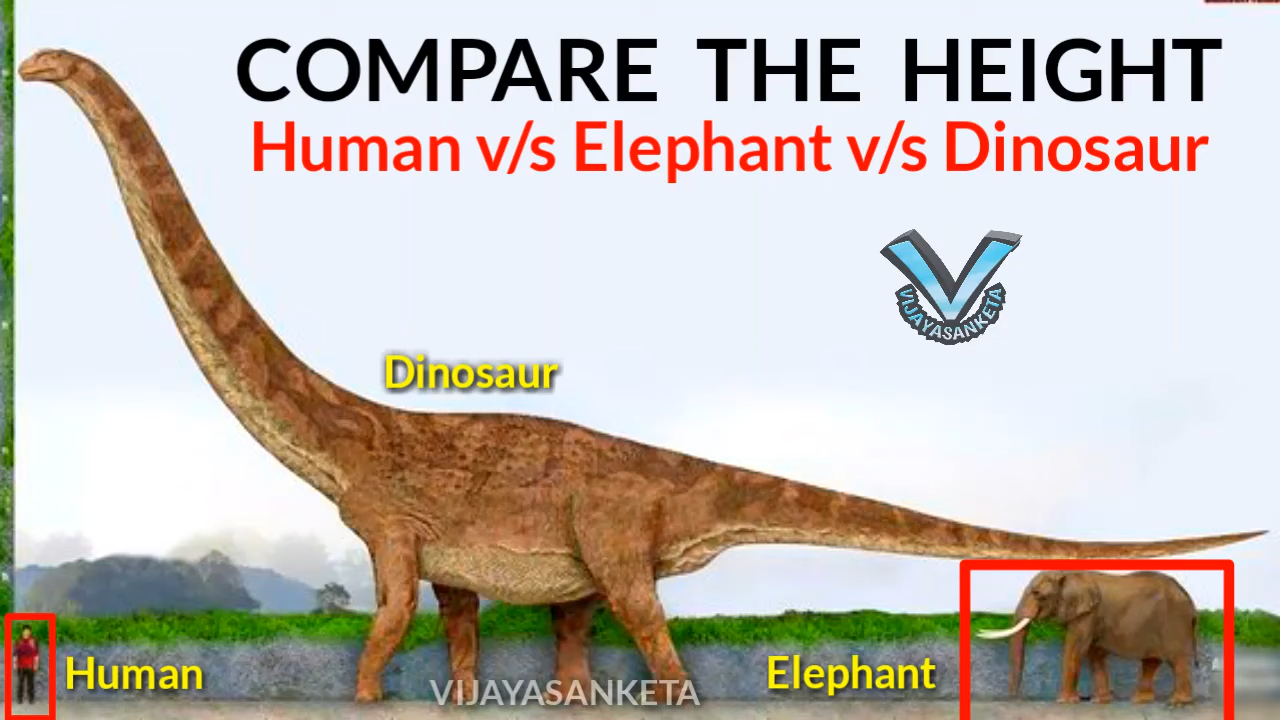 COMPARE THE HEIGHT
Human v/s Elephant v/s Dinosaur
VIJAYASANKETA
Dinosaur
Human
Elephant
VIJAYASANKETA